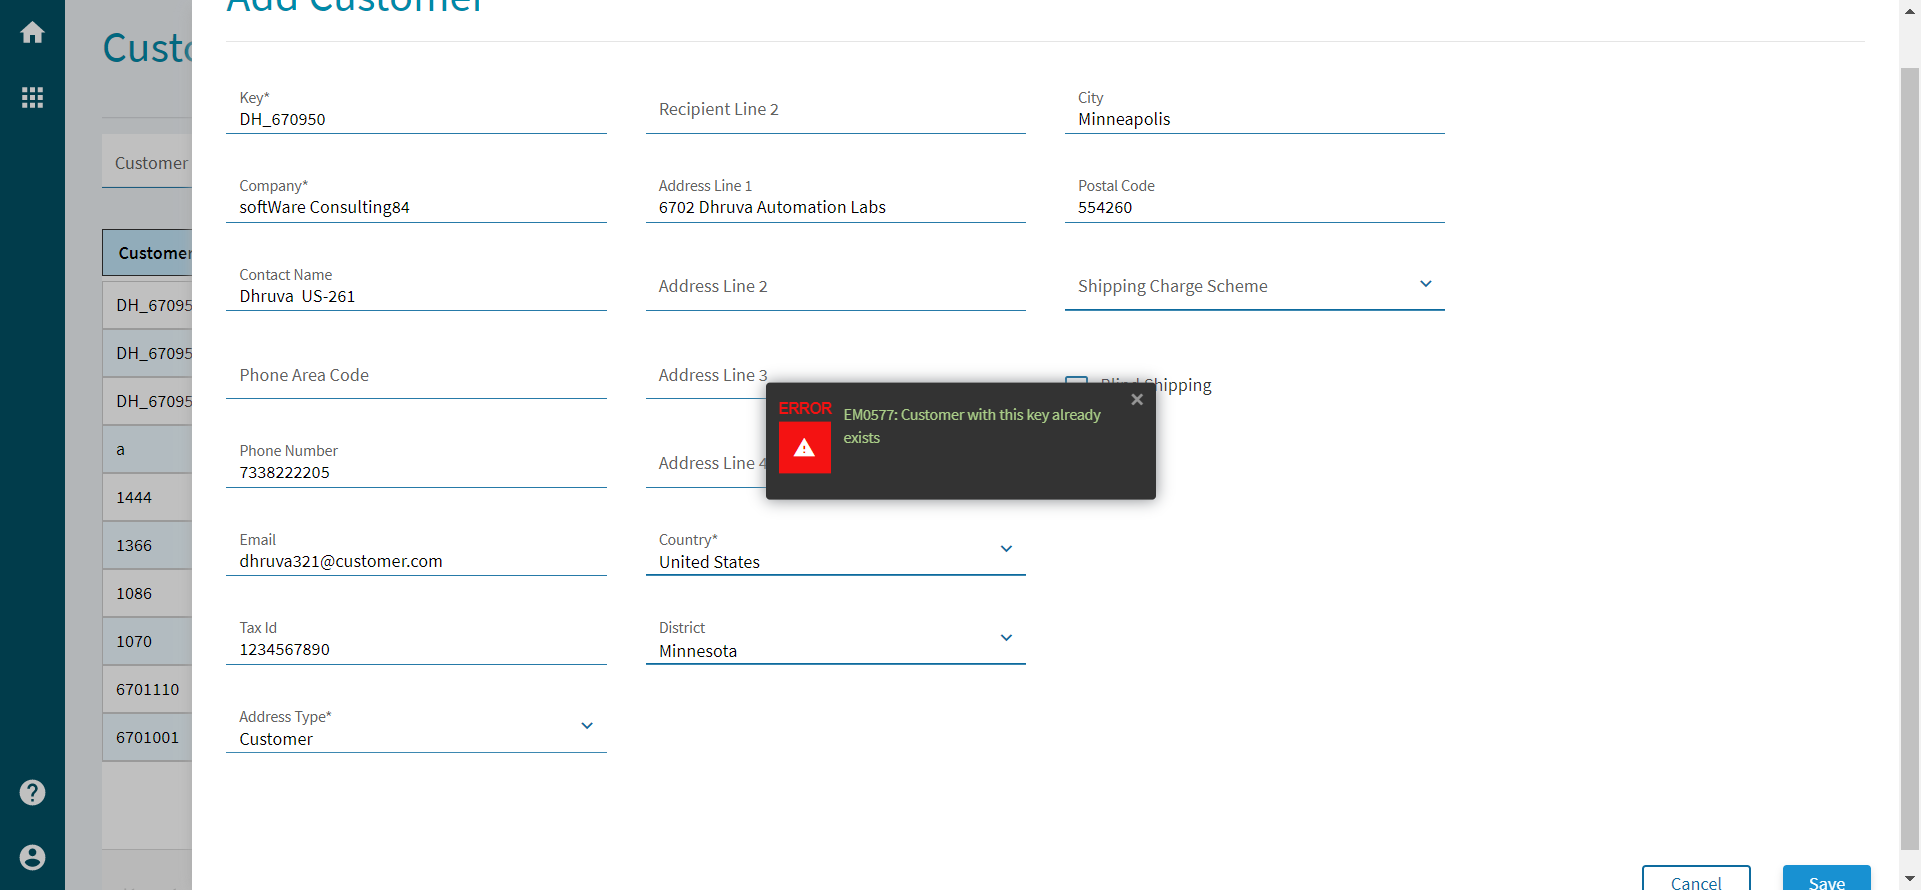 Add Customer
Custo
Customer
Customer
DH_67095
DH_67095
DH_67095
a
1444
1366
1086
1070
6701110
6701001
Key*
DH_670950
Company*
softWare Consulting84
Contact Name
Dhruva US-261
Phone Area Code
Phone Number
7338222205
Email
dhruva321@customer.com
Tax Id
1234567890
Address Type*
Customer
Recipient Line 2
Address Line 1
6702 Dhruva Automation Labs
Address Line 2
Address Line 3
Address Line 4
Country*
United States
District
Minnesota
City
Minneapolis
Postal Code
554260
Shipping Charge Scheme
Blind Shipping
ERROR
EM0577: Customer with this key already
exists
Cancel
Save